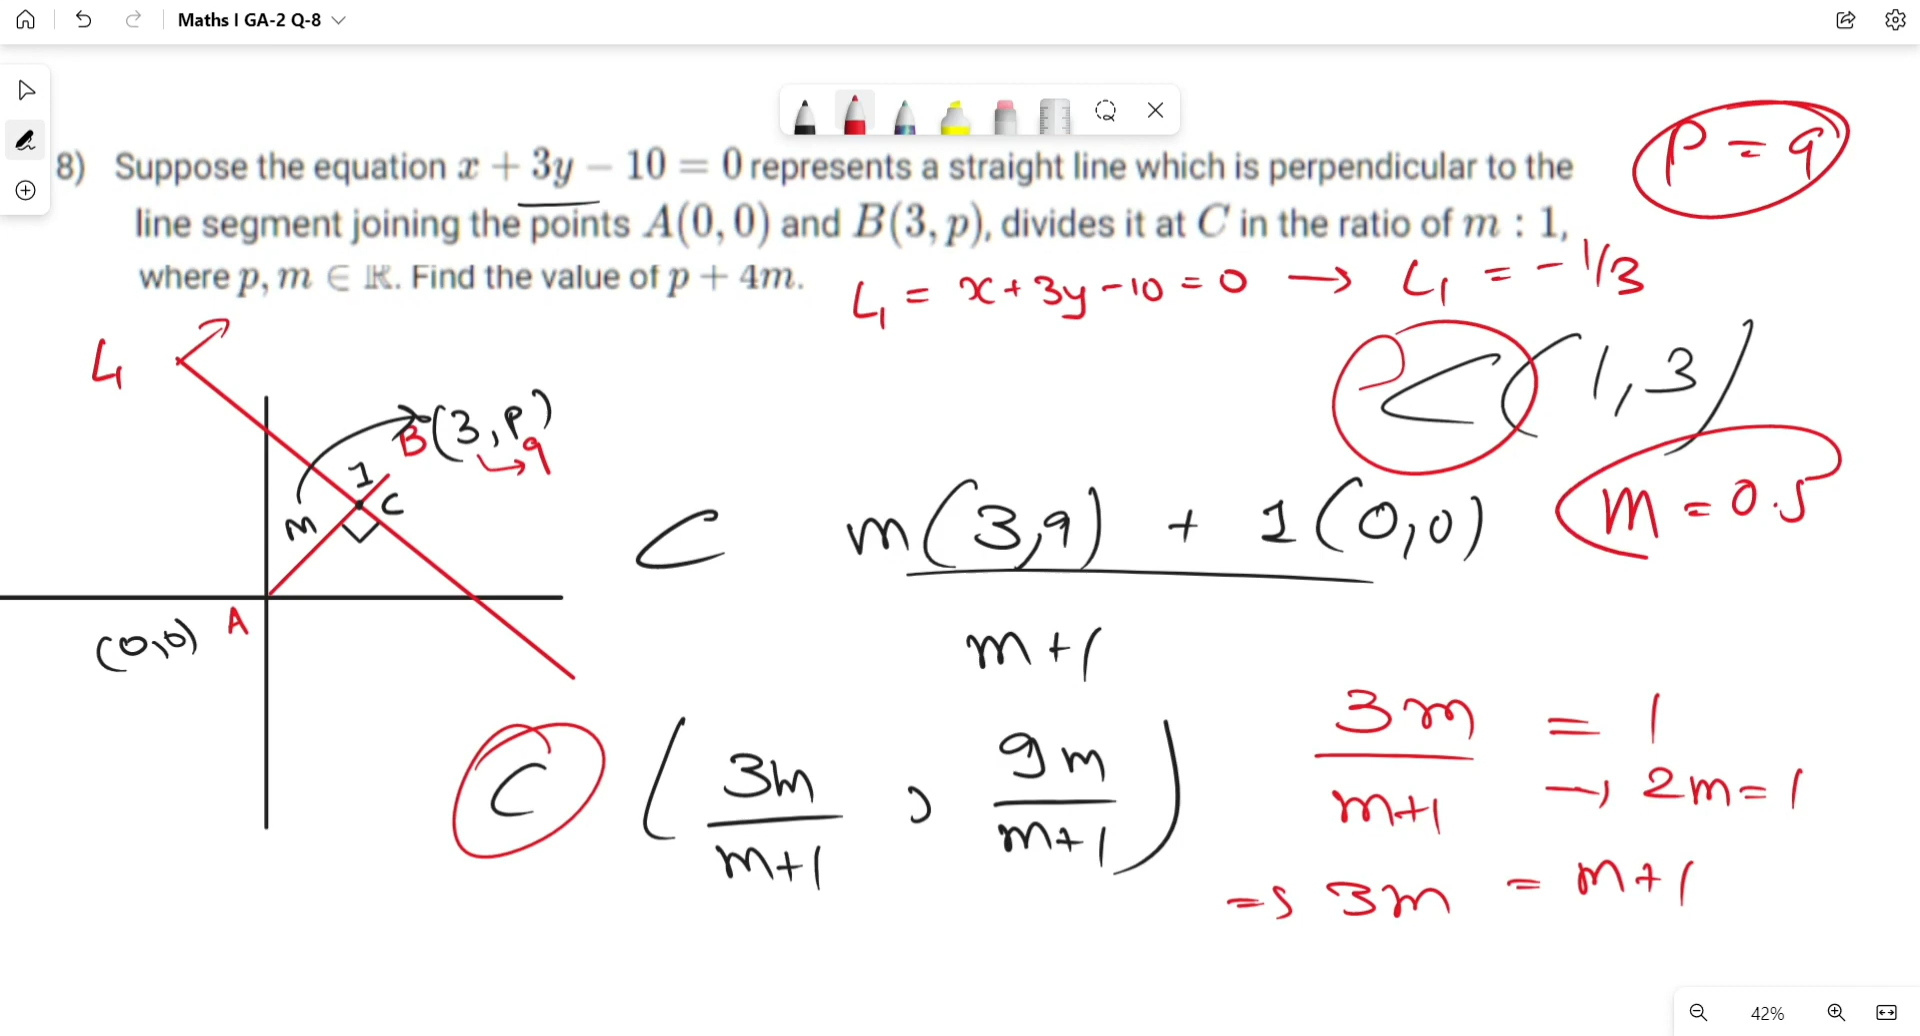 Maths I GA-2 Q-8
P = 9
8) Suppose the equation x + 3y − 10 = 0 represents a straight line which is perpendicular to the
line segment joining the points A(0, 0) and B(3, p), divides it at C in the ratio of m : 1,
where p, m ∈ ℝ. Find the value of p + 4m.
L₁ = x + 3y - 10 = 0 → L₁ = - 1/3
L₁
C (1, 3)
B (3, P)
→ 9
1
C
m
m = 0.5
C m(3,9) + 1(0,0)
m+1
A
(0,0)
C ( 3m/m+1 , 9m/m+1 )
3m/m+1 = 1
→ 2m = 1
=> 3m = m+1
42%